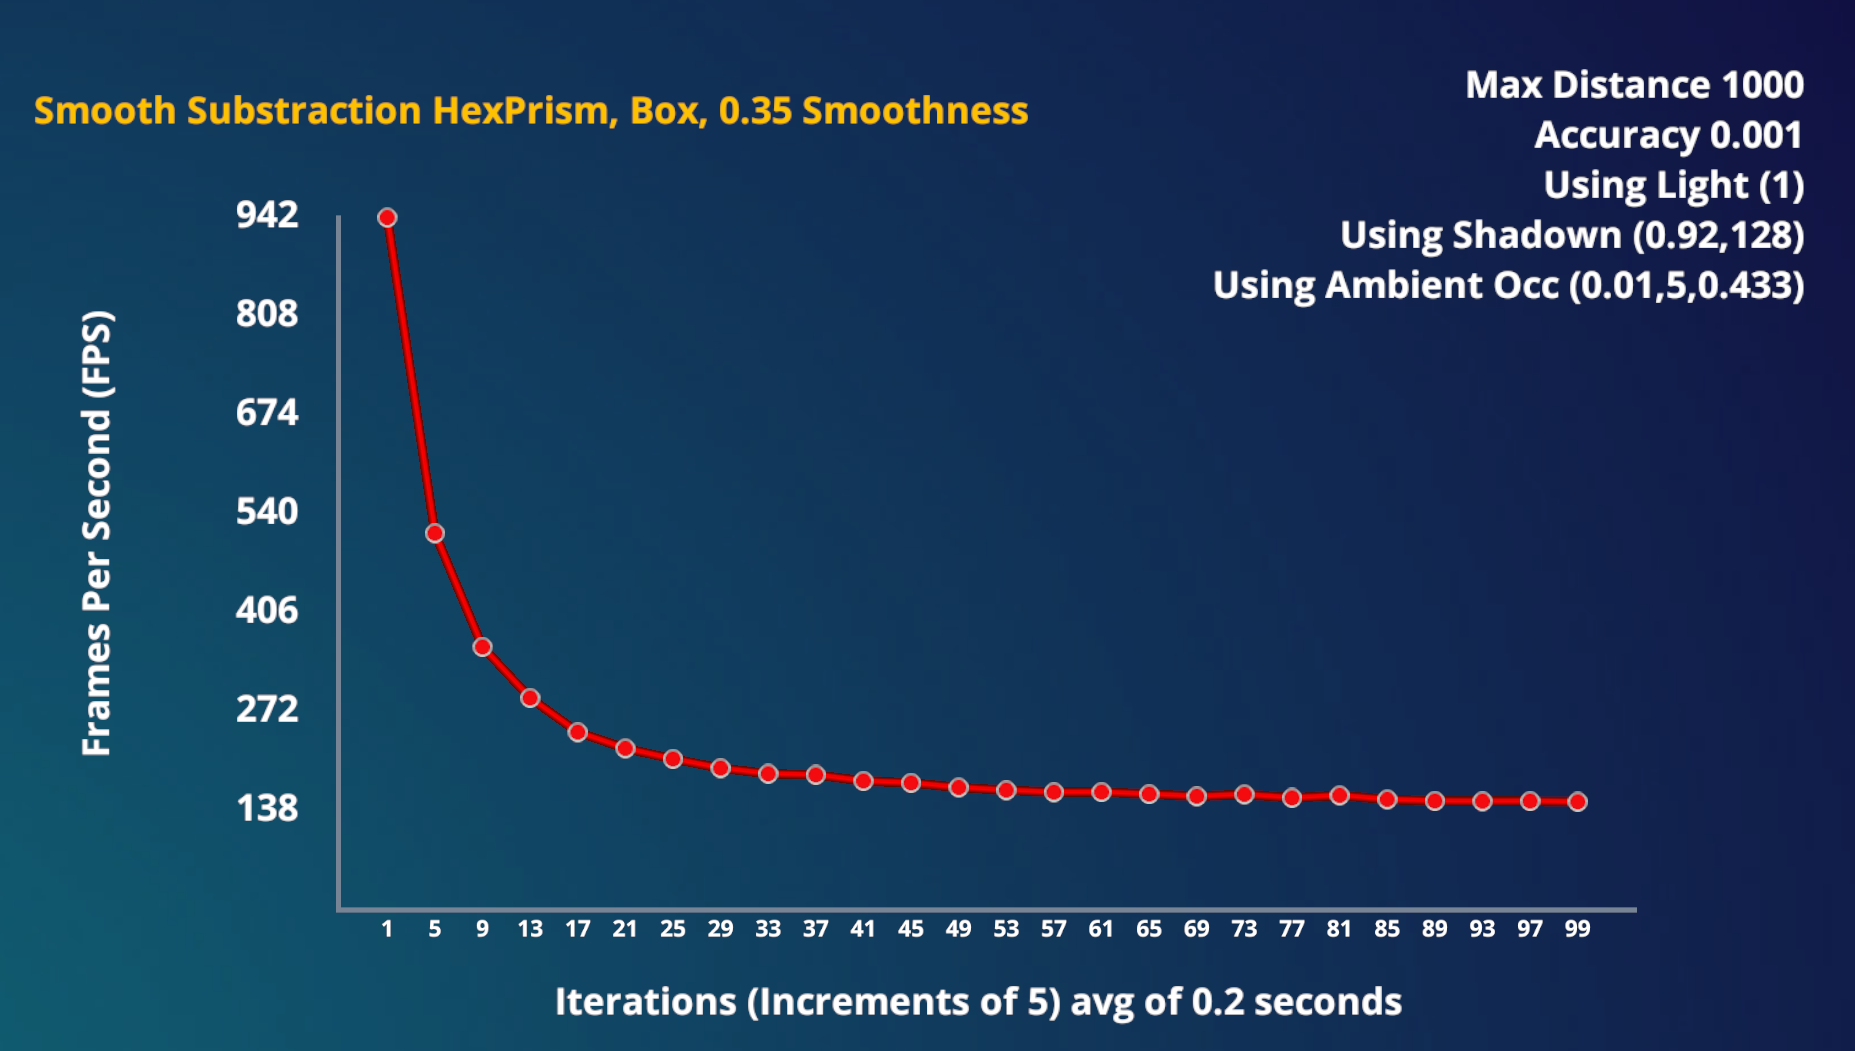 Smooth Substraction HexPrism, Box, 0.35 Smoothness
Max Distance 1000
Accuracy 0.001
Using Light (1)
Using Shadown (0.92,128)
Using Ambient Occ (0.01,5,0.433)
Frames Per Second (FPS)
942
808
674
540
406
272
138
1 5 9 13 17 21 25 29 33 37 41 45 49 53 57 61 65 69 73 77 81 85 89 93 97 99
Iterations (Increments of 5) avg of 0.2 seconds